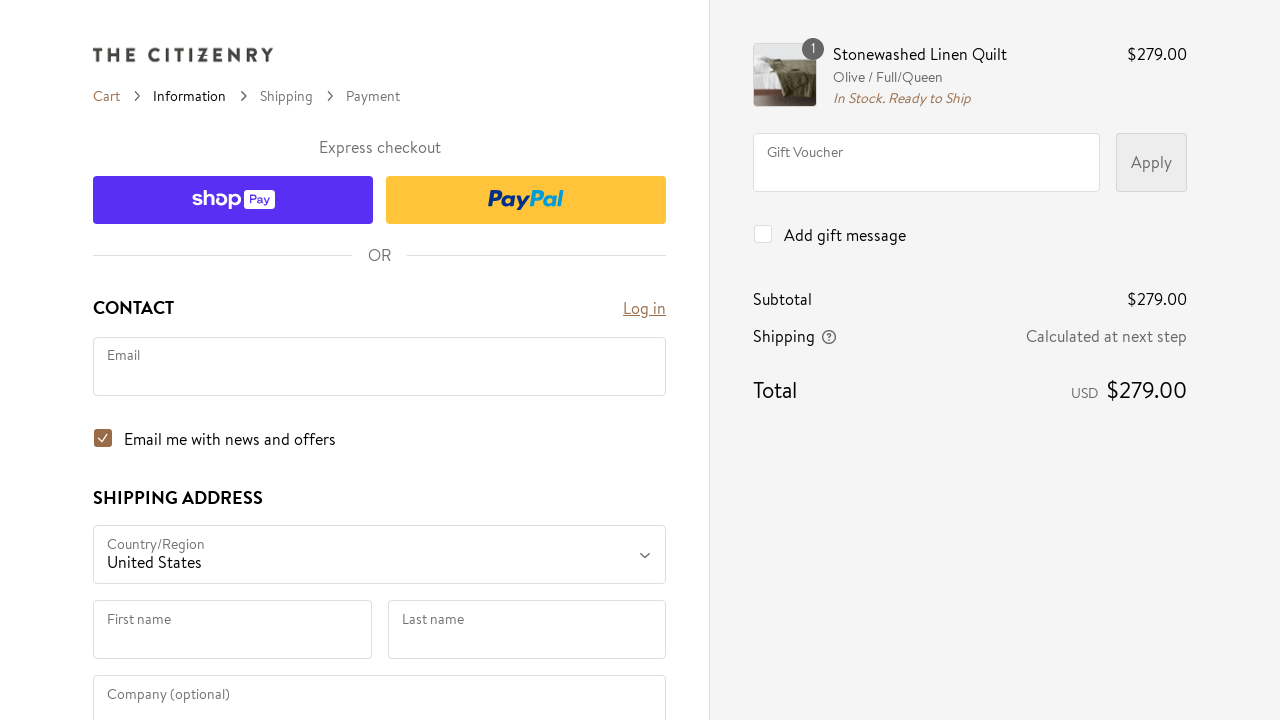 THE CITIZENRY
Cart > Information > Shipping > Payment
Express checkout
shop Pay
PayPal
OR
CONTACT
Log in
Email
Email me with news and offers
SHIPPING ADDRESS
Country/Region
United States
First name
Last name
Company (optional)
1
Stonewashed Linen Quilt $279.00
Olive / Full/Queen
In Stock. Ready to Ship
Gift Voucher
Apply
Add gift message
Subtotal $279.00
Shipping Calculated at next step
Total USD $279.00